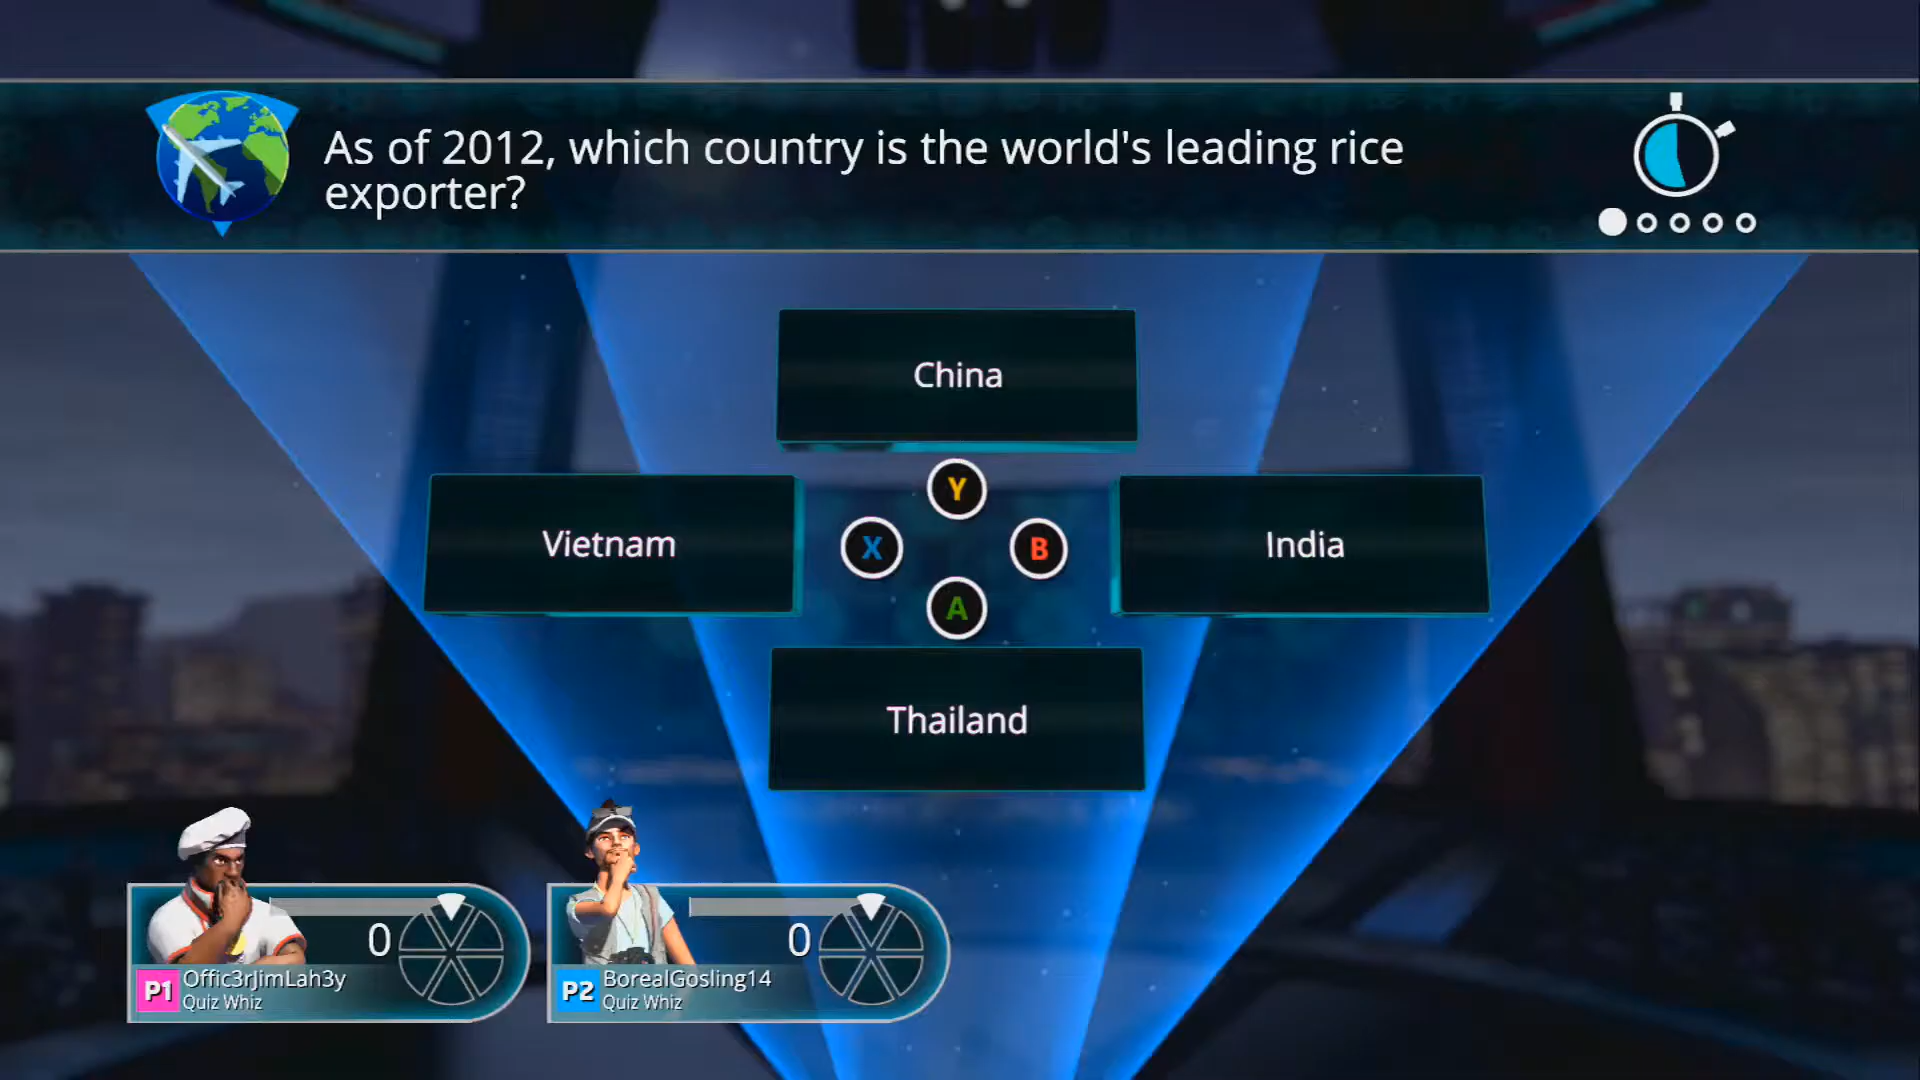 As of 2012, which country is the world's leading rice
exporter?
China
Y
Vietnam
X
B
India
A
Thailand
0
P1
Offic3rJimLah3y
Quiz Whiz
0
P2
BorealGosling14
Quiz Whiz